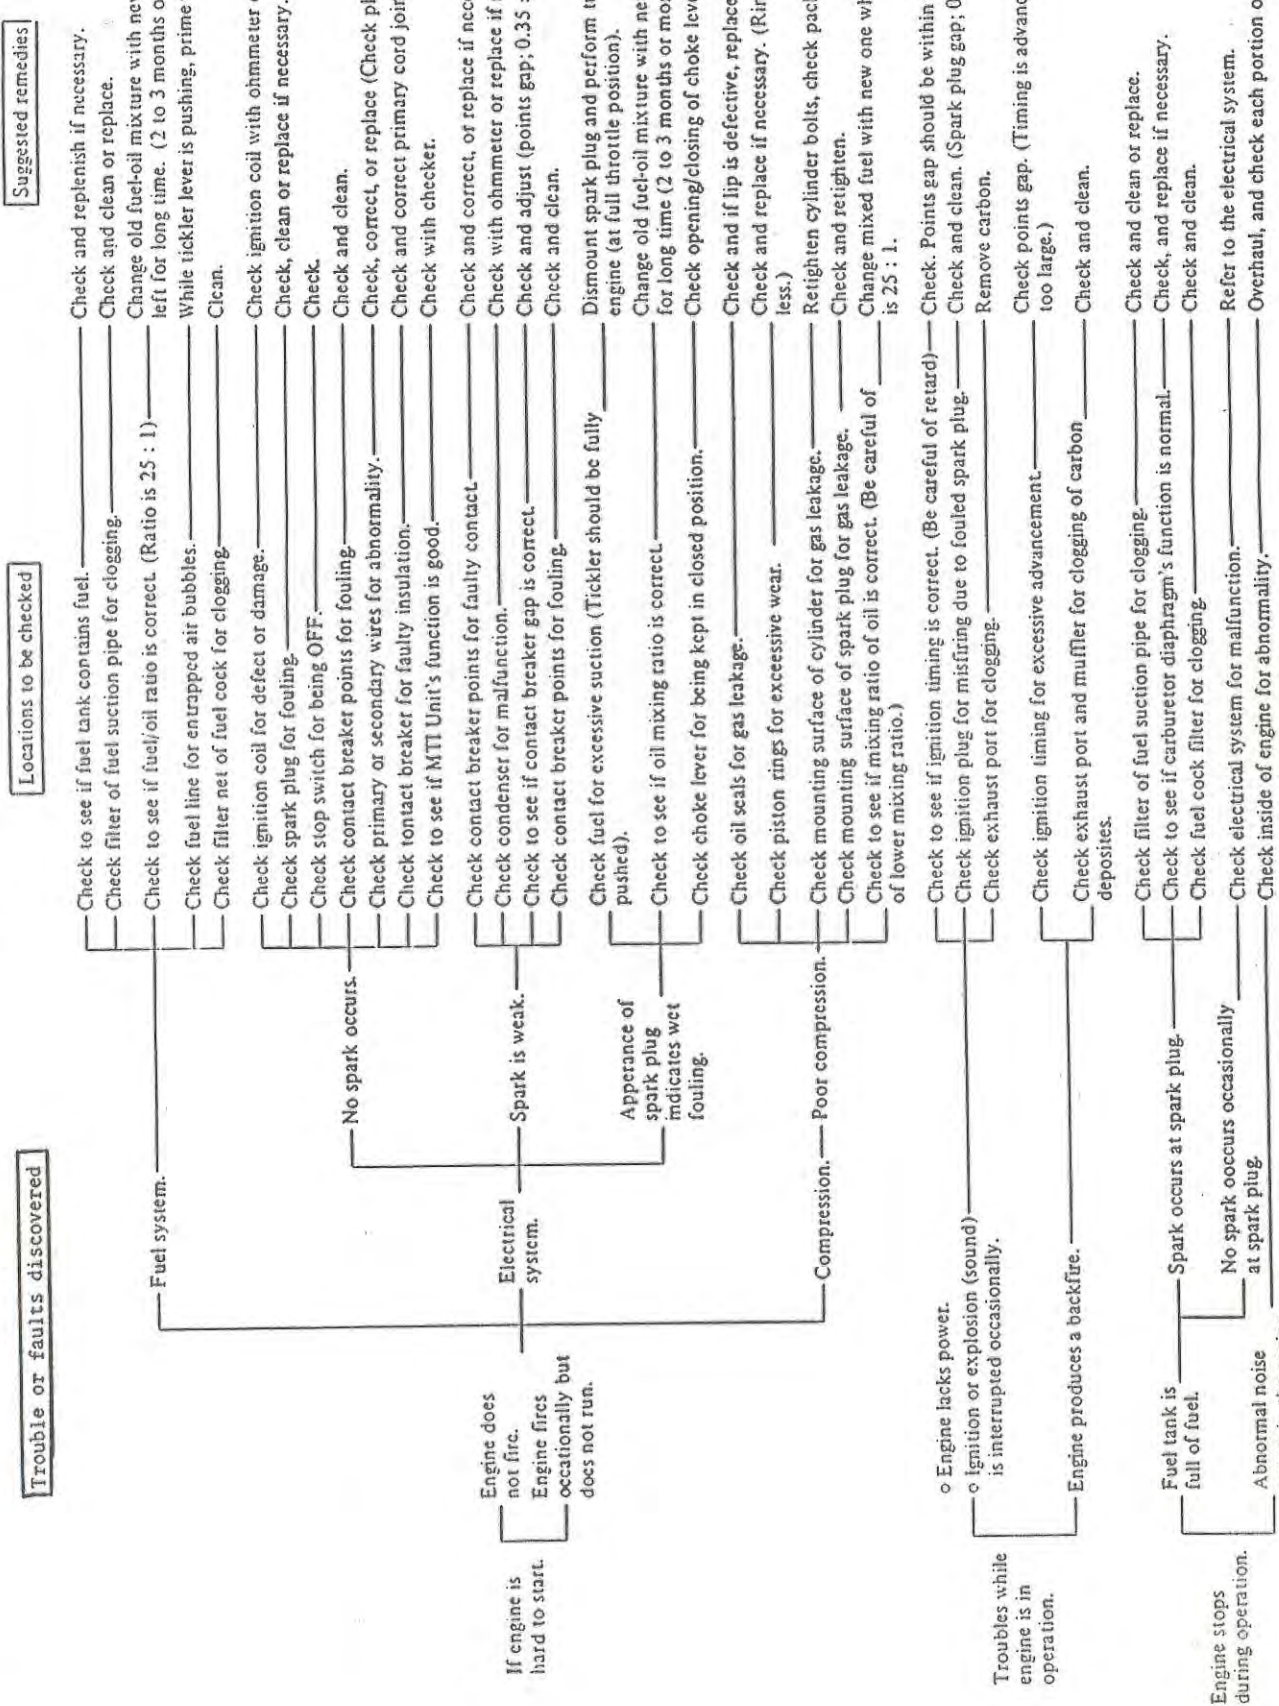 Trouble or faults discovered
Locations to be checked
Suggested remedies
If engine is
hard to start.
Engine does
not fire.
Engine fires
occationally but
does not run.
Fuel system.
Check to see if fuel tank contains fuel.
Check and replenish if necessary.
Check filter of fuel suction pipe for clogging.
Check and clean or replace.
Check to see if fuel/oil ratio is correct. (Ratio is 25 : 1)
Change old fuel-oil mixture with
left for long time. (2 to 3 months
Check fuel line for entrapped air bubbles.
While tickler lever is pushing, prime
Check filter net of fuel cock for clogging
Clean.
Electrical
system.
No spark occurs.
Check ignition coil for defect or damage.
Check ignition coil with ohmmeter
Check spark plug for fouling.
Check, clean or replace if necessary.
Check stop switch for being OFF.
Check.
Check contact breaker points for fouling
Check and clean.
Check primary or secondary wires for abnormality.
Check, correct, or replace (Check
Check tontact breaker for faulty insulation.
Check and correct primary cord
Check to see if MTI Unit's function is good.
Check with checker.
Spark is weak.
Check contact breaker points for faulty contact.
Check and correct, or replace if
Check condenser for malfunction.
Check with ohmmeter or replace if
Check to see if contact breaker gap is correct.
Check and adjust (points gap; 0.35
Check contact breaker points for fouling.
Check and clean.
Apperance of
spark plug
indicates wet
fouling.
Check fuel for excessive suction (Tickler should be fully
pushed).
Dismount spark plug and perform
engine (at full throttle position).
Check to see if oil mixing ratio is correct.
Change old fuel-oil mixture with
for long time (2 to 3 months or
Check choke lever for being kept in closed position.
Check opening/closing of choke
Compression.
Poor compression.
Check oil seals for gas leakage.
Check and if lip is defective, replace
Check piston rings for excessive wear.
Check and replace if necessary.
less.)
Check mounting surface of cylinder for gas leakage.
Retighten cylinder bolts, check
Check mounting surface of spark plug for gas leakage.
Check and retighten.
Check to see if mixing ratio of oil is correct. (Be careful of
of lower mixing ratio.)
Change mixed fuel with new one
is 25 : 1.
Troubles while
engine is in
operation.
o Engine lacks power.
o Ignition or explosion (sound)
is interrupted occasionally.
Check to see if ignition timing is correct. (Be careful of retard)
Check. Points gap should be within
Check ignition plug for misfiring due to fouled spark plug.
Check and clean. (Spark plug gap;
Check exhaust port for clogging.
Remove carbon.
Engine produces a backfire.
Check ignition timing for excessive advancement.
Check points gap. (Timing is
too large.)
Check exhaust port and muffler for clogging of carbon
deposites.
Check and clean.
Engine stops
during operation.
Fuel tank is
full of fuel.
Spark occurs at spark plug.
Check filter of fuel suction pipe for clogging.
Check and clean or replace.
Check to see if carburetor diaphragn's function is normal.
Check, and replace if necessary.
Check fuel cock filter for clogging.
Check and clean.
No spark ooccurs occasionally
at spark plug.
Check electrical system for malfunction.
Refer to the electrical system.
Abnormal noise
Check inside of engine for abnormality.
Overhaul, and check each portion